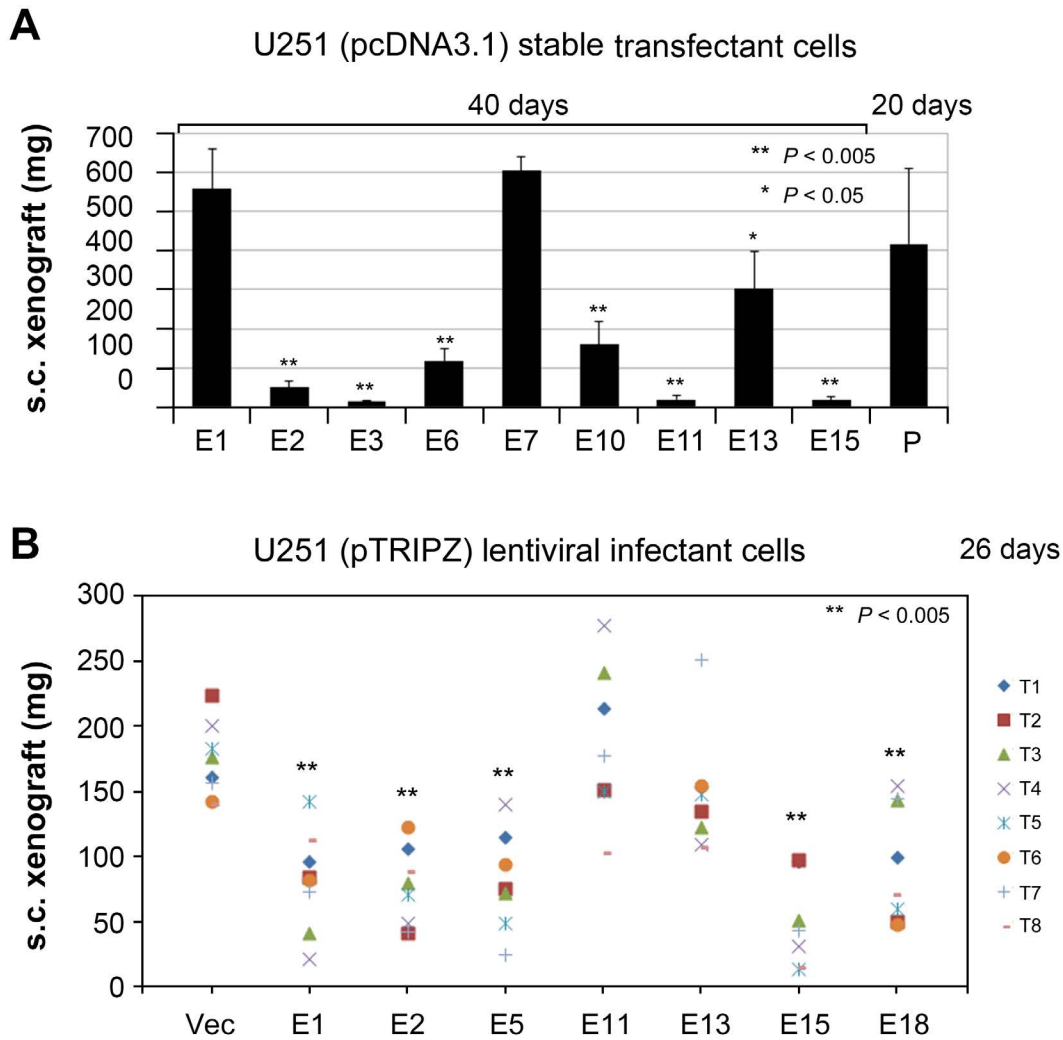 A
U251 (pcDNA3.1) stable transfectant cells
40 days
20 days
s.c. xenograft (mg)
700
600
500
400
300
200
100
0
** P < 0.005
* P < 0.05
**
**
**
**
**
*
**
E1 E2 E3 E6 E7 E10 E11 E13 E15 P
B
U251 (pTRIPZ) lentiviral infectant cells
26 days
s.c. xenograft (mg)
300
250
200
150
100
50
0
** P < 0.005
**
**
**
**
**
T1
T2
T3
T4
T5
T6
T7
T8
Vec E1 E2 E5 E11 E13 E15 E18